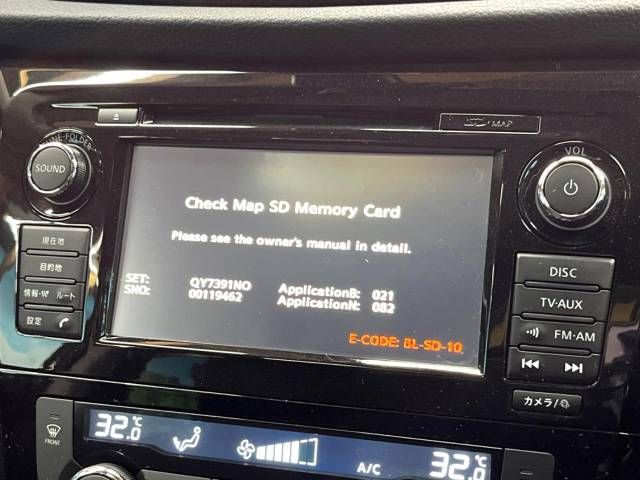 SD-MAP
SOUND
VOL
Check Map SD Memory Card
Please see the owner's manual in detail.
SET: QY7391NO ApplicationB: 021
SNO: 00119462 ApplicationN: 082
E-CODE: BL-SD-10
現在地
目的地
情報・VICS ルート
設定
DISC
TV-AUX
FM-AM
カメラ/
FRONT
32.0℃
A/C
32.0℃